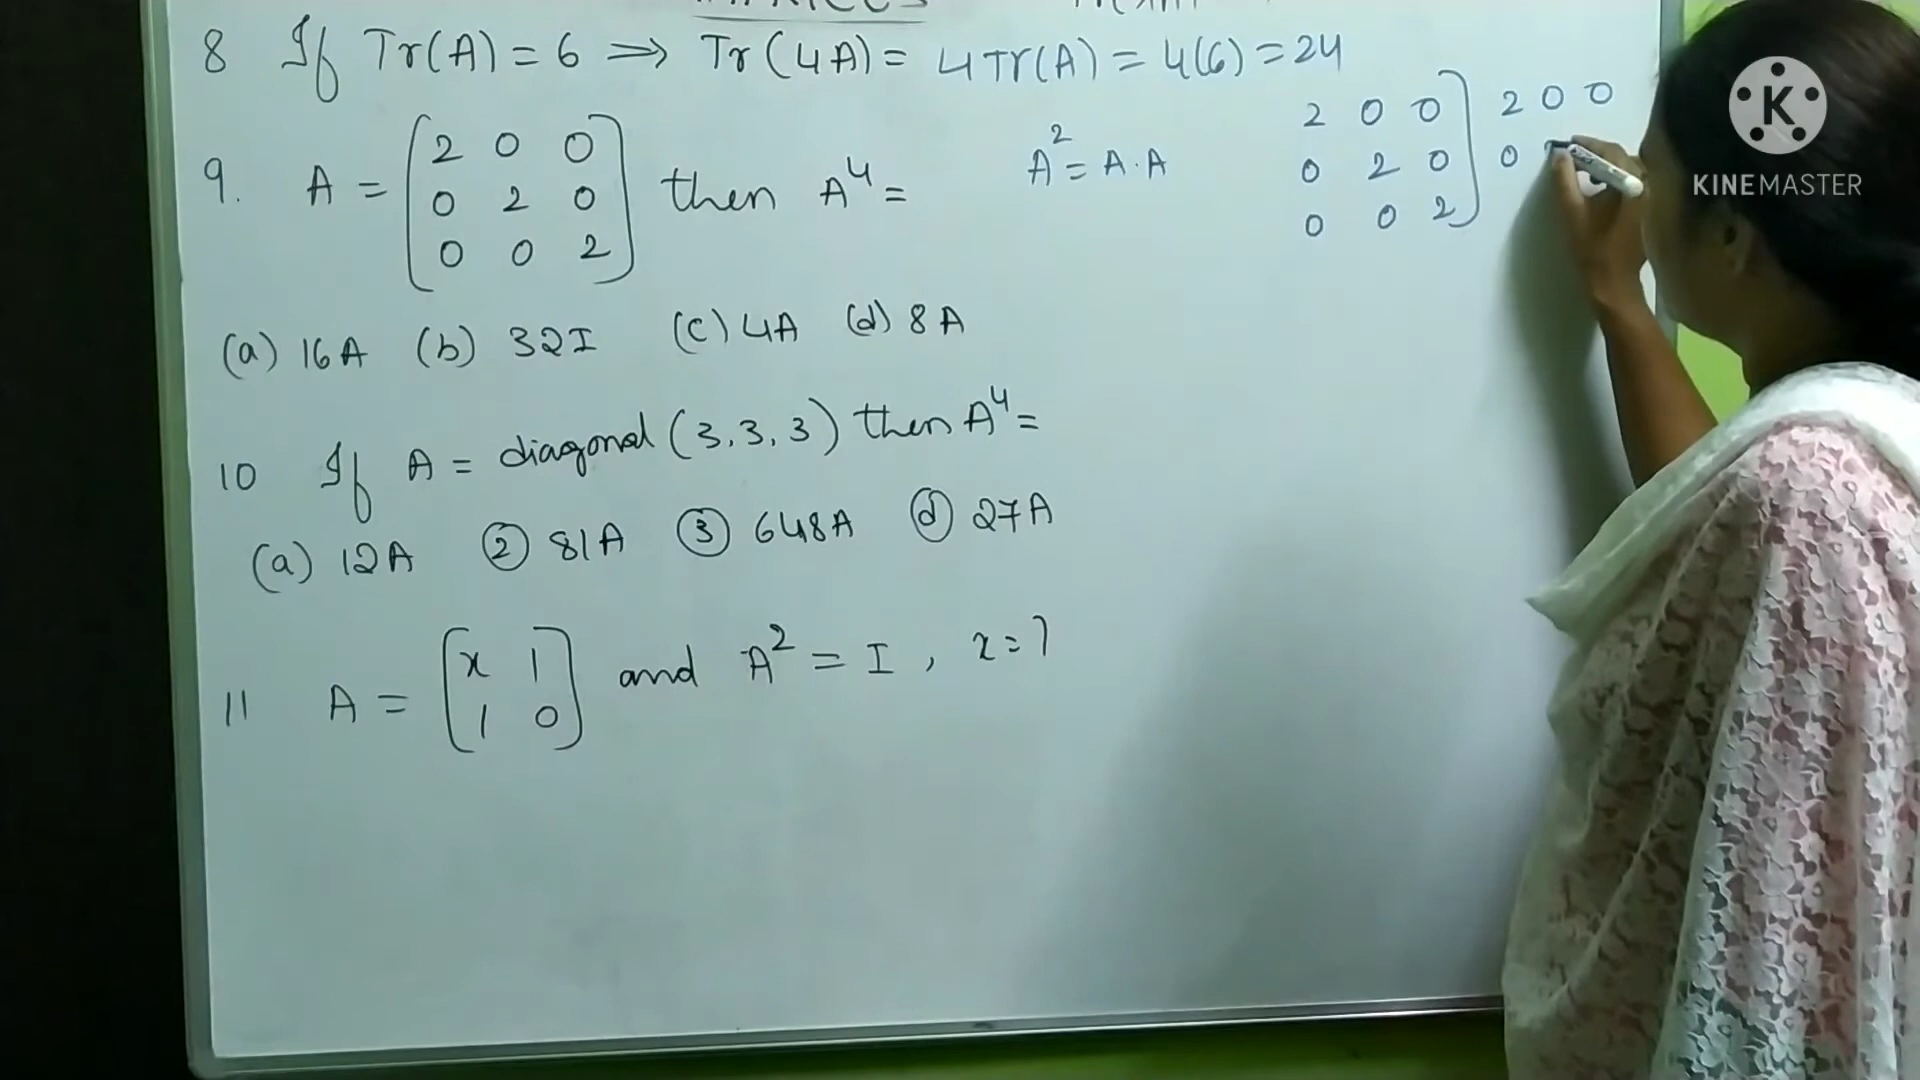 8 If Tr(A) = 6 ⇒ Tr(4A) = 4Tr(A) = 4(6) = 24
9. A = [2 0 0
0 2 0
0 0 2] then A⁴ =
A² = A·A
2 0 0] 2 0 0
0 2 0 0
0 0 2
(a) 16A (b) 32I (c) 4A (d) 8A
10 If A = diagonal (3,3,3) then A⁴ =
(a) 12A ② 81A ③ 648A ⓓ 27A
11 A = [x 1
1 0] and A² = I, x = ?
K
KINEMASTER